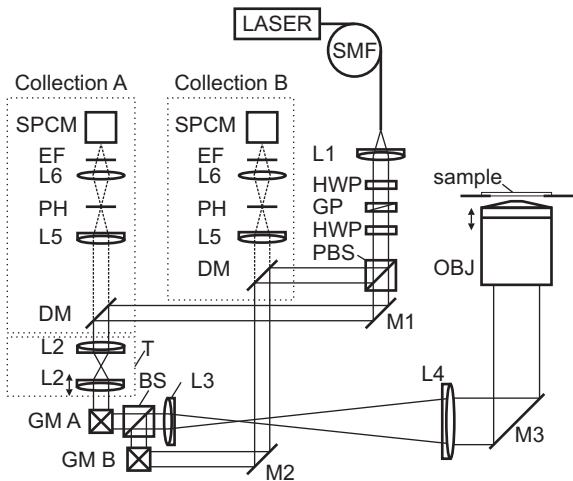 LASER
SMF
Collection A
Collection B
SPCM
SPCM
EF
EF
L1
L6
L6
HWP
sample
PH
PH
GP
HWP
L5
L5
PBS
OBJ
DM
DM
M1
L2
T
L2
BS
L3
L4
GM A
M3
GM B
M2